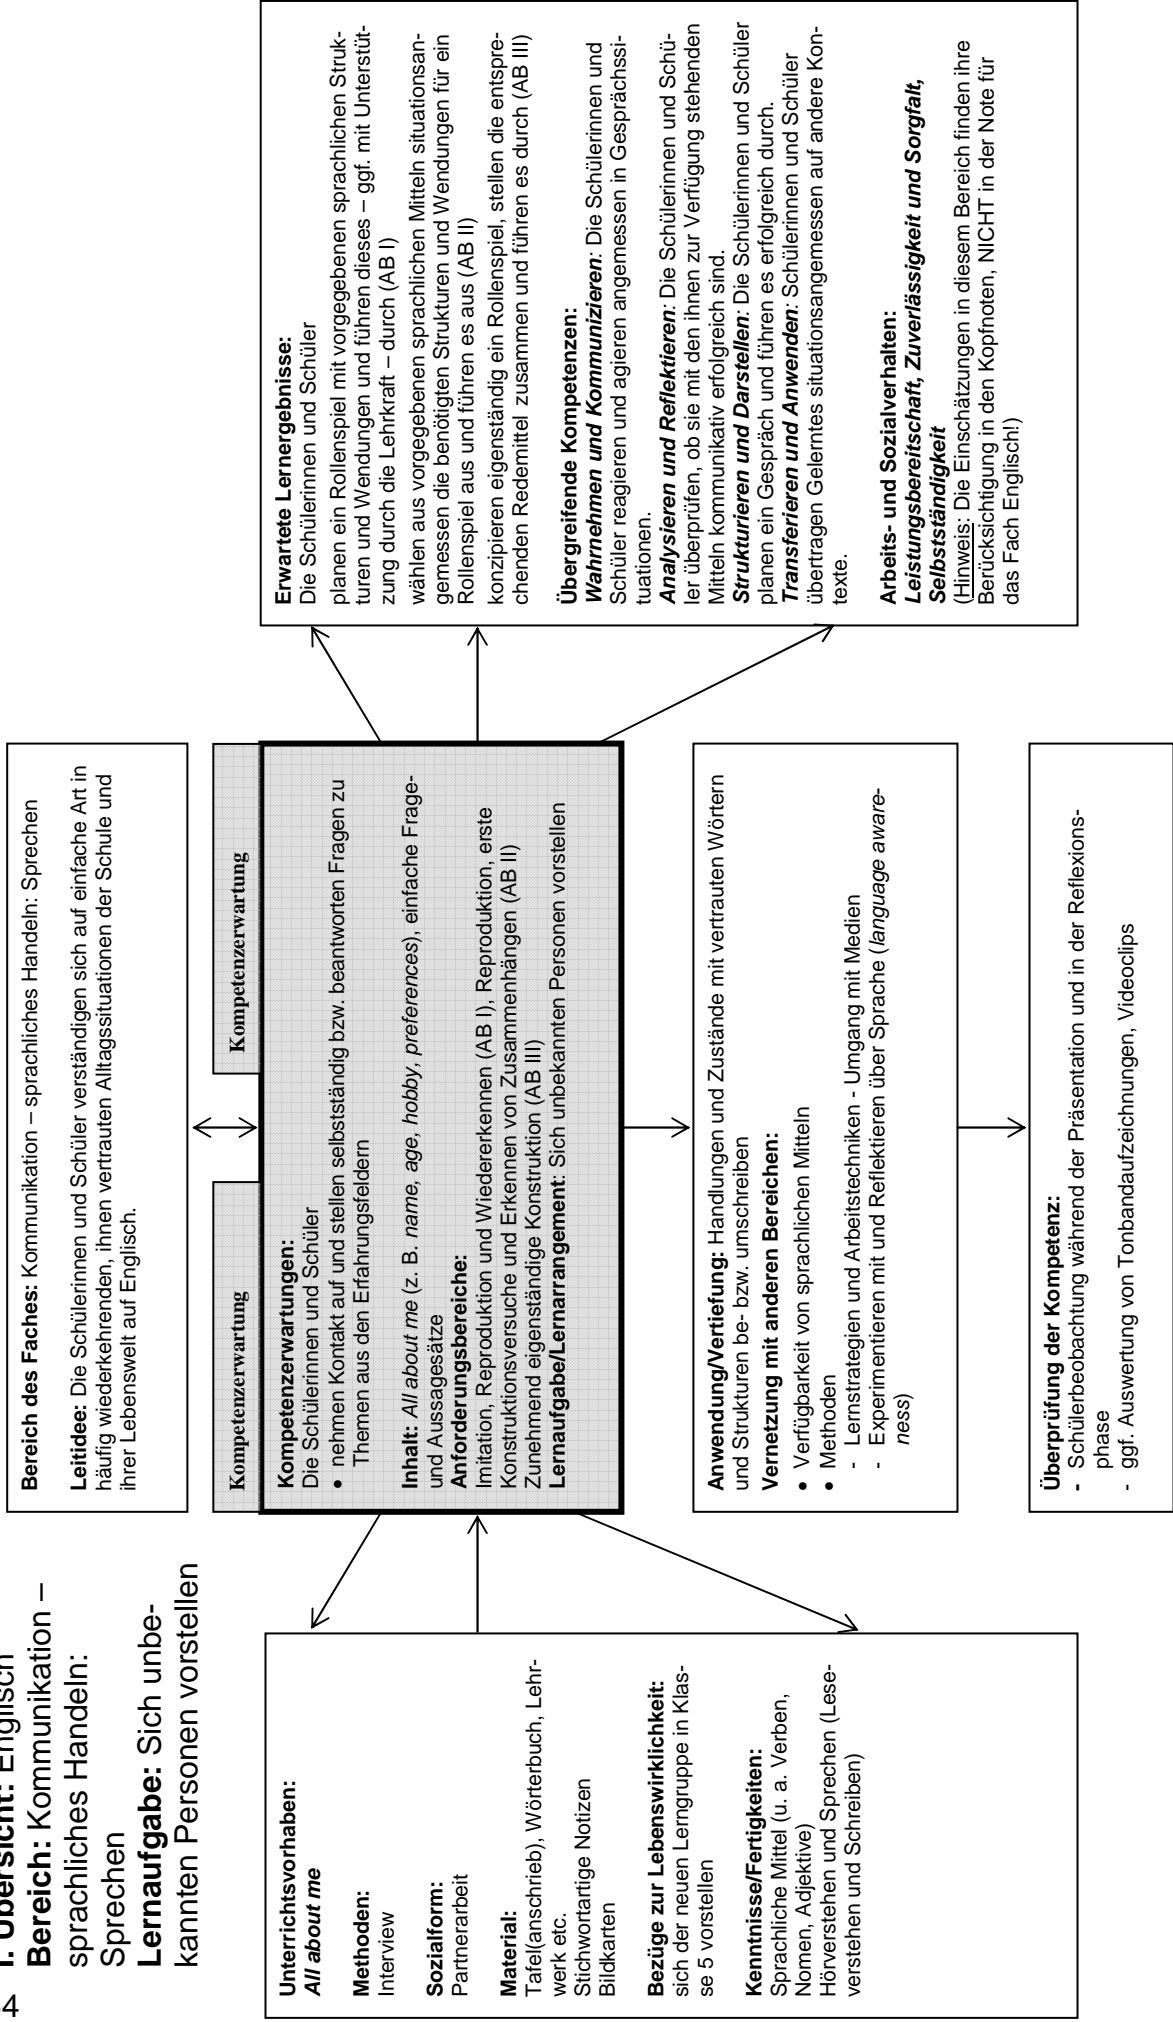 I. Übersicht: Englisch
Bereich: Kommunikation –
sprachliches Handeln:
Sprechen
Lernaufgabe: Sich unbe-
kannten Personen vorstellen
Bereich des Faches: Kommunikation – sprachliches Handeln: Sprechen
Leitidee: Die Schülerinnen und Schüler verständigen sich auf einfache Art in
häufig wiederkehrenden, ihnen vertrauten Alltagssituationen der Schule und
ihrer Lebenswelt auf Englisch.
Unterrichtsvorhaben:
All about me
Methoden:
Interview
Sozialform:
Partnerarbeit
Material:
Tafel(anschrieb), Wörterbuch, Lehr-
werk etc.
Stichwortartige Notizen
Bildkarten
Bezüge zur Lebenswirklichkeit:
sich der neuen Lerngruppe in Klas-
se 5 vorstellen
Kenntnisse/Fertigkeiten:
Sprachliche Mittel (u. a. Verben,
Nomen, Adjektive)
Hörverstehen und Sprechen (Lese-
verstehen und Schreiben)
Kompetenzerwartung
Kompetenzerwartung
Kompetenzerwartungen:
Die Schülerinnen und Schüler
• nehmen Kontakt auf und stellen selbstständig bzw. beantworten Fragen zu
Themen aus den Erfahrungsfeldern
Inhalt: All about me (z. B. name, age, hobby, preferences), einfache Frage-
und Aussagesätze
Anforderungsbereiche:
Imitation, Reproduktion und Wiedererkennen (AB I), Reproduktion, erste
Konstruktionsversuche und Erkennen von Zusammenhängen (AB II)
Zunehmend eigenständige Konstruktion (AB III)
Lernaufgabe/Lernarrangement: Sich unbekannten Personen vorstellen
Anwendung/Vertiefung: Handlungen und Zustände mit vertrauten Wörtern
und Strukturen be- bzw. umschreiben
Vernetzung mit anderen Bereichen:
• Verfügbarkeit von sprachlichen Mitteln
• Methoden
- Lernstrategien und Arbeitstechniken - Umgang mit Medien
- Experimentieren mit und Reflektieren über Sprache (language aware-
ness)
Überprüfung der Kompetenz:
- Schülerbeobachtung während der Präsentation und in der Reflexions-
phase
- ggf. Auswertung von Tonbandaufzeichnungen, Videoclips
Erwartete Lernergebnisse:
Die Schülerinnen und Schüler
planen ein Rollenspiel mit vorgegebenen sprachlichen Struk-
turen und Wendungen und führen dieses – ggf. mit Unterstüt-
zung durch die Lehrkraft – durch (AB I)
wählen aus vorgegebenen sprachlichen Mitteln situationsan-
gemessen die benötigten Strukturen und Wendungen für ein
Rollenspiel aus und führen es aus (AB II)
konzipieren eigenständig ein Rollenspiel, stellen die entspre-
chenden Redemittel zusammen und führen es durch (AB III)
Übergreifende Kompetenzen:
Wahrnehmen und Kommunizieren: Die Schülerinnen und
Schüler reagieren und agieren angemessen in Gesprächssi-
tuationen.
Analysieren und Reflektieren: Die Schülerinnen und Schü-
ler überprüfen, ob sie mit den ihnen zur Verfügung stehenden
Mitteln kommunikativ erfolgreich sind.
Strukturieren und Darstellen: Die Schülerinnen und Schüler
planen ein Gespräch und führen es erfolgreich durch.
Transferieren und Anwenden: Schülerinnen und Schüler
übertragen Gelerntes situationsangemessen auf andere Kon-
texte.
Arbeits- und Sozialverhalten:
Leistungsbereitschaft, Zuverlässigkeit und Sorgfalt,
Selbstständigkeit
(Hinweis: Die Einschätzungen in diesem Bereich finden ihre
Berücksichtigung in den Kopfnoten, NICHT in der Note für
das Fach Englisch!)